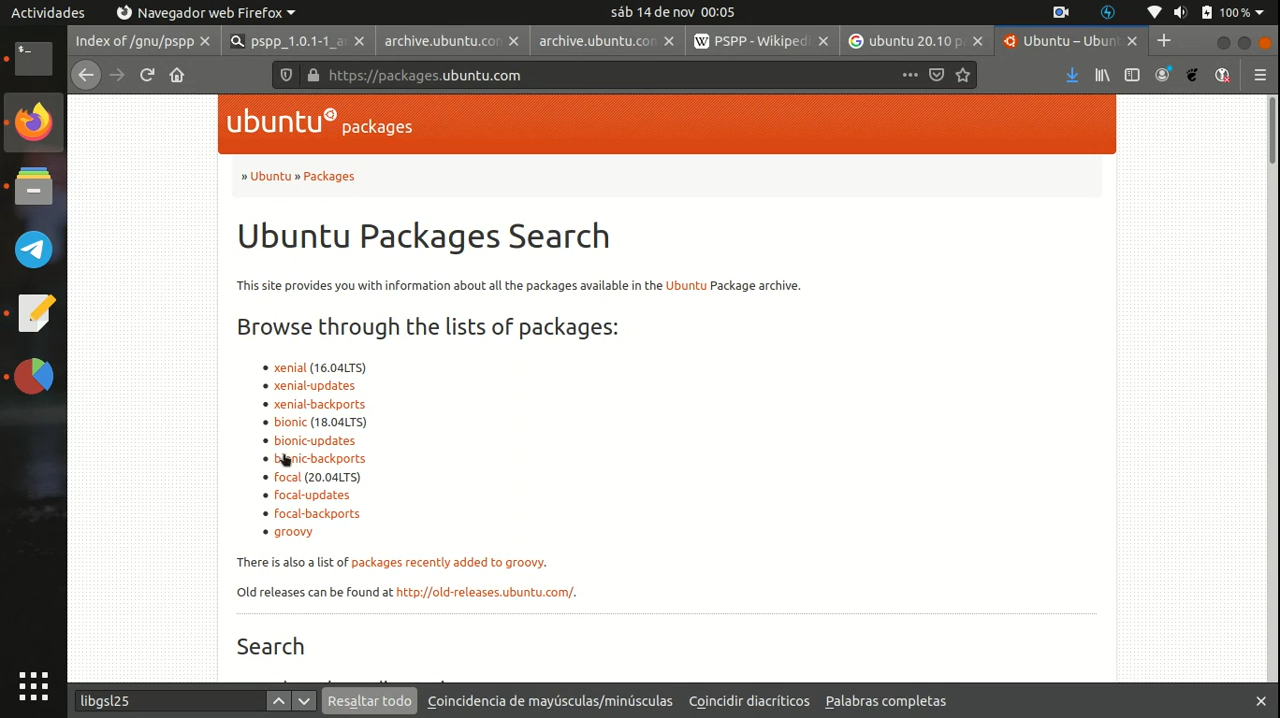 Actividades Navegador web Firefox sáb 14 de nov 00:05 100 %
Index of /gnu/pspp pspp_1.0.1-1_a archive.ubuntu.co archive.ubuntu.co PSPP - Wikiped ubuntu 20.10 p Ubuntu – Ubun
https://packages.ubuntu.com
ubuntu packages
» Ubuntu » Packages
Ubuntu Packages Search
This site provides you with information about all the packages available in the Ubuntu Package archive.
Browse through the lists of packages:
xenial (16.04LTS)
xenial-updates
xenial-backports
bionic (18.04LTS)
bionic-updates
bionic-backports
focal (20.04LTS)
focal-updates
focal-backports
groovy
There is also a list of packages recently added to groovy.
Old releases can be found at http://old-releases.ubuntu.com/.
Search
libgsl25 Resaltar todo Coincidencia de mayúsculas/minúsculas Coincidir diacríticos Palabras completas